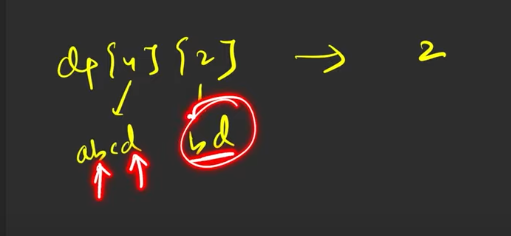 dp[4] [2] → 2
abcd bd